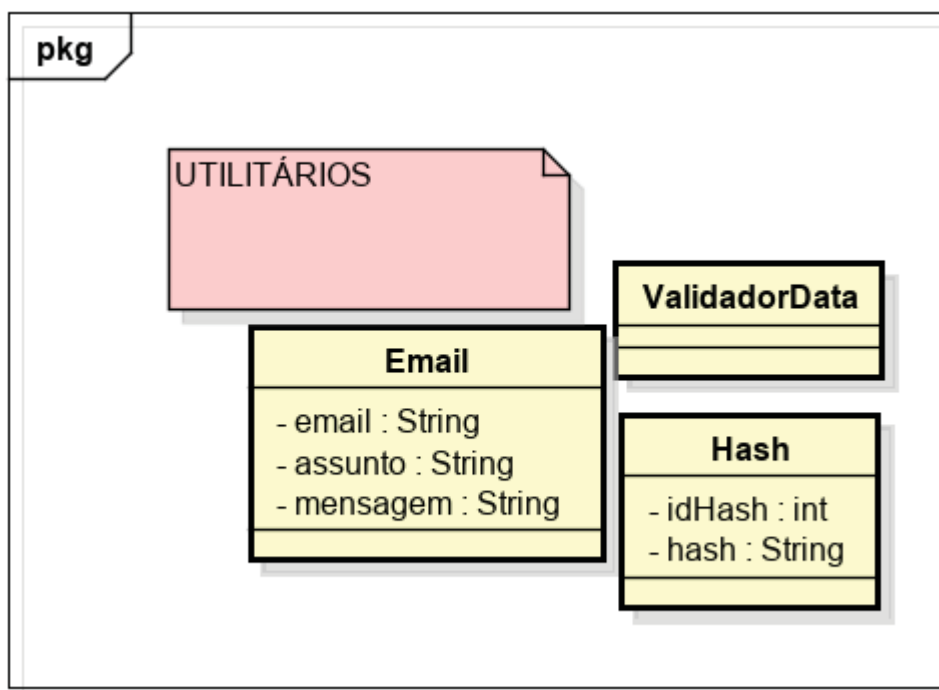 pkg
UTILITÁRIOS
ValidadorData
Email
- email : String
- assunto : String
- mensagem : String
Hash
- idHash : int
- hash : String